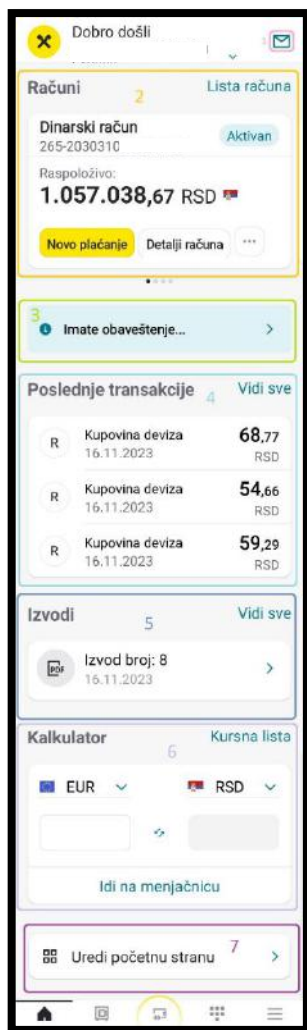 Dobro došli
Računi
2
Lista računa
Dinarski račun
Aktivan
265-2030310
Raspoloživo:
1.057.038,67 RSD
Novo plaćanje
Detalji računa
...
3
Imate obaveštenje...
Poslednje transakcije
4
Vidi sve
R
Kupovina deviza
68,77
16.11.2023
RSD
R
Kupovina deviza
54,66
16.11.2023
RSD
R
Kupovina deviza
59,29
16.11.2023
RSD
Izvodi
5
Vidi sve
PDF
Izvod broj: 8
16.11.2023
Kalkulator
6
Kursna lista
EUR
RSD
Idi na menjačnicu
Uredi početnu stranu
7